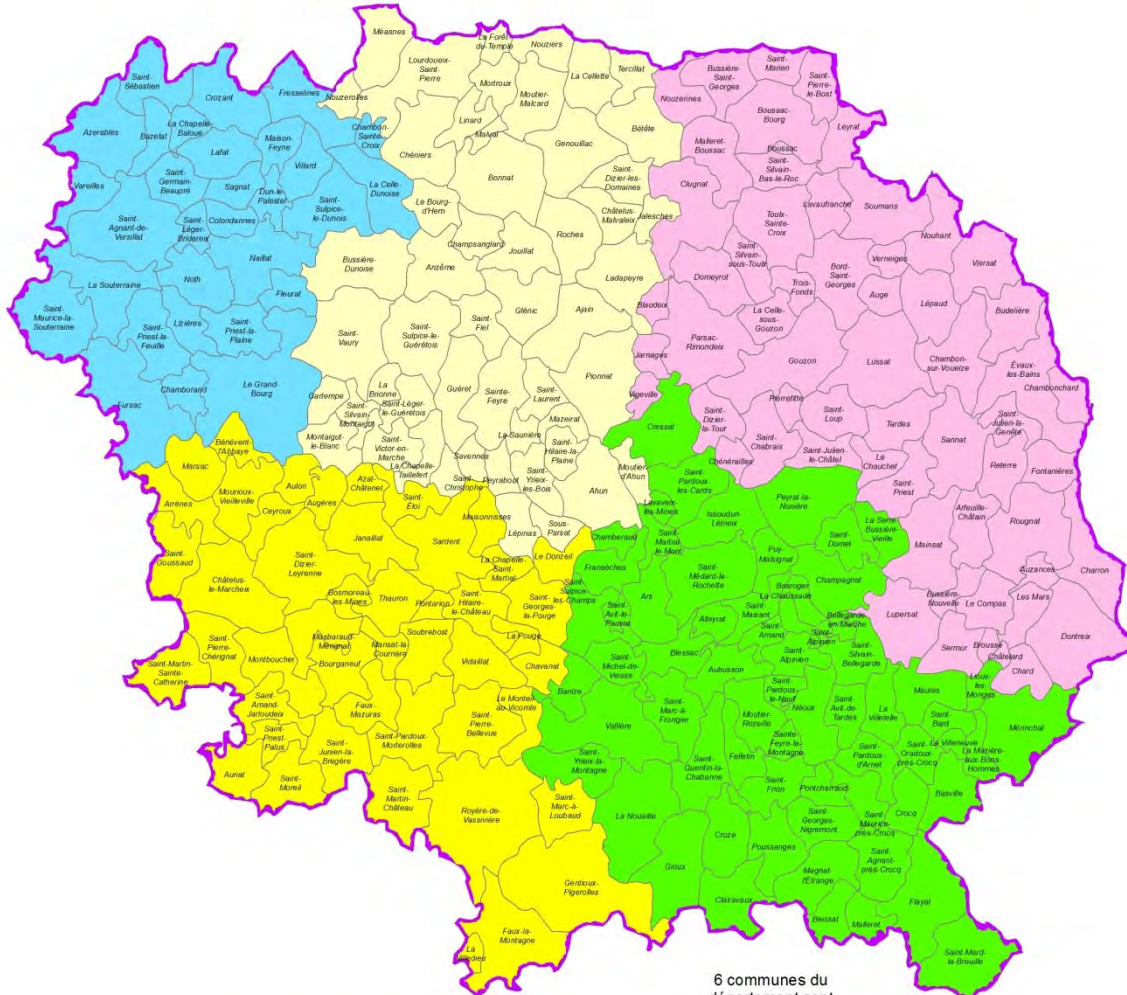 Méasnes
La Forêt-
du-Temple
Nouziers
Lourdoueix-
Saint-
Pierre
Mortroux
La Cellette
Tercillat
Moutier-
Malcard
Nouzerolles
Linard
Malval
Bétête
Genouillac
Chéniers
Bonnat
Saint-
Dizier-les-
Domaines
Le Bourg-
d'Hem
Châtelus-
Malvaleix
Jalesches
Roches
Champsanglard
Jouillat
Bussière-
Dunoise
Anzême
Ladapeyre
Saint-
Vaury
Saint-
Sulpice-le-
Guérétois
Saint-
Fiel
Glénic
Ajain
Pionnat
Guéret
Sainte-
Feyre
Saint-
Laurent
Gartempe
La
Brionne
Saint-
Silvain-
Montaigut
Saint-Léger-
le-Guérétois
Mazeirat
Montaigut-
le-Blanc
Saint-
Victor-en-
Marche
La Saunière
Saint-
Hilaire-
la-Plaine
La Chapelle-
Taillefert
Savennes
Saint-
Christophe
Peyrabout
Saint-
Yrieix-
les-Bois
Ahun
Moutier-
d'Ahun
Maisonnisses
Lépinas
Sous-
Parsat
Saint-
Sébastien
Crozant
Fresselines
Azerables
Bazelat
La Chapelle-
Baloue
Chambon-
Sainte-
Croix
Maison-
Feyne
Lafat
Villard
Vareilles
Saint-
Germain-
Beaupré
Sagnat
Dun-le-
Palestel
La Celle-
Dunoise
Saint-
Sulpice-
le-Dunois
Saint-
Agnant-de-
Versillat
Saint-
Léger-
Bridereix
Colondannes
Naillat
La Souterraine
Noth
Fleurat
Saint-
Maurice-la-
Souterraine
Saint-
Priest-la-
Feuille
Lizières
Saint-
Priest-la-
Plaine
Chamborand
Le Grand-
Bourg
Fursac
Bussière-
Saint-
Georges
Saint-
Marien
Saint-
Pierre-
le-Bost
Nouzerines
Boussac-
Bourg
Leyrat
Malleret-
Boussac
Boussac
Saint-
Silvain-
Bas-le-Roc
Clugnat
Lavaufranche
Soumans
Toulx-
Sainte-
Croix
Nouhant
Saint-
Silvain-
sous-Toulx
Verneiges
Viersat
Domeyrot
Trois-
Fonds
Bord-
Saint-
Georges
Auge
Lépaud
Blaudeix
La Celle-
sous-
Gouzon
Budelière
Parsac-
Rimondeix
Jarnages
Gouzon
Lussat
Chambon-
sur-Voueize
Évaux-
les-Bains
Chambonchard
Vigeville
Saint-
Dizier-
la-Tour
Pierrefitte
Saint-
Loup
Tardes
Saint-
Julien-
la-Genête
Saint-
Chabrais
Sannat
Saint-Julien-
le-Châtel
Le
Chauchet
Reterre
Fontanières
Chénérailles
Saint-
Priest
Arfeuille-
Châtain
Rougnat
Mainsat
Auzances
Charron
Bussière-
Nouvelle
Le Compas
Les Mars
Lupersat
Dontreix
Sermur
Brousse
Châtelard
Chard
Cressat
Saint-
Pardoux-
les-Cards
Peyrat-la-
Nonière
Lavaveix-
les-Mines
Issoudun-
Létrieix
La Serre-
Bussière-
Vieille
Saint-
Domet
Chamberaud
Saint-
Martial-
le-Mont
Puy-
Malsignat
Fransèches
Saint-
Médard-la-
Rochette
Bosroger
Champagnat
La Chaussade
Ars
Saint-
Sulpice-
les-Champs
Saint-
Avit-le-
Pauvre
Alleyrat
Saint-
Maixant
Bellegarde-
en-Marche
Saint-
Amand
Saint-
Alpinien
Saint-
Silvain-
Bellegarde
Blessac
Aubusson
Saint-
Michel-de-
Veisse
Lioux-
les-
Monges
Mautes
Banize
Saint-
Pardoux-
le-Neuf
Néoux
Saint-
Avit-de-
Tardes
La
Villetelle
Saint-
Bard
Mérinchal
Vallière
Saint-
Marc-à-
Frongier
Moutier-
Rozeille
Sainte-
Feyre-la-
Montagne
La Villeneuve
La Mazière-
aux-Bons-
Hommes
Saint-
Oradoux-
près-Crocq
Saint-
Pardoux-
d'Arnet
Saint-
Yrieix-la-
Montagne
Saint-
Quentin-la-
Chabanne
Felletin
Saint-
Frion
Pontcharraud
Basville
La Nouaille
Saint-
Georges-
Nigremont
Saint-
Maurice-
près-Crocq
Crocq
Croze
Poussanges
Saint-
Agnant-
près-Crocq
Gioux
Magnat-
l'Étrange
Clairavaux
Flayat
Beissat
Malleret
Saint-Merd-
la-Breuille
Bénévent-
l'Abbaye
Marsac
Arrènes
Mourioux-
Vieilleville
Aulon
Azat-
Châtenet
Ceyroux
Augères
Saint-
Éloi
Janaillat
Sardent
Saint-
Goussaud
Saint-
Dizier-
Leyrenne
Le Donzeil
La Chapelle-
Saint-
Martial
Châtelus-
le-Marcheix
Bosmoreau-
les-Mines
Thauron
Pontarion
Saint-
Hilaire-
le-Château
Saint-
Georges-
la-Pouge
Saint-
Pierre-
Chérignat
Masbaraud-
Mérignat
Mansat-la-
Courrière
Soubrebost
La Pouge
Montboucher
Bourganeuf
Vidaillat
Chavanat
Saint-Martin-
Sainte-
Catherine
Saint-
Amand-
Jartoudeix
Faux-
Mazuras
Le Monteil-
au-Vicomte
Saint-
Pierre-
Bellevue
Saint-
Priest-
Palus
Saint-
Junien-la-
Bregère
Saint-Pardoux-
Morterolles
Auriat
Saint-
Moreil
Saint-
Martin-
Château
Royère-de-
Vassivière
Saint-
Marc-à-
Loubaud
Gentioux-
Pigerolles
Faux-la-
Montagne
La
Villedieu
6 communes du
département sont